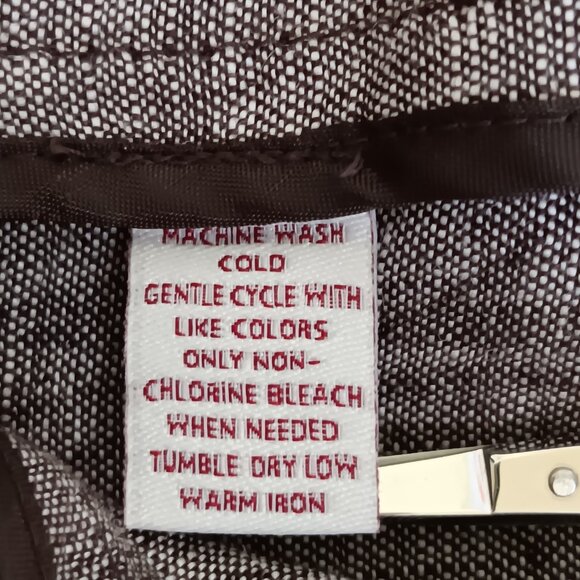 MACHINE WASH
COLD
GENTLE CYCLE WITH
LIKE COLORS
ONLY NON-
CHLORINE BLEACH
WHEN NEEDED
TUMBLE DRY LOW
WARM IRON